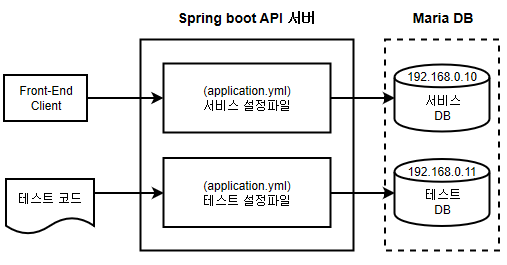 Spring boot API 서버
Maria DB
Front-End
Client
(application.yml)
서비스 설정파일
192.168.0.10
서비스
DB
테스트 코드
(application.yml)
테스트 설정파일
192.168.0.11
테스트
DB